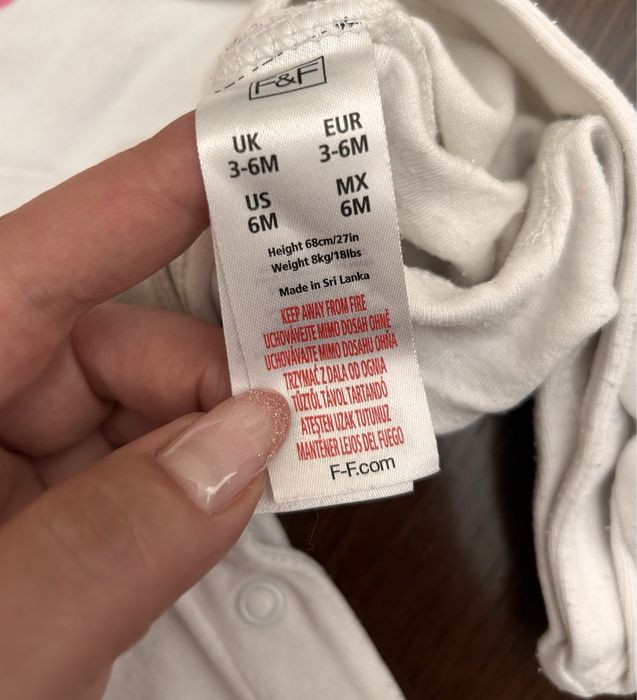 F&F
UK EUR
3-6M 3-6M
US MX
6M 6M
Height 68cm/27in
Weight 8kg/18lbs
Made in Sri Lanka
KEEP AWAY FROM FIRE
UCHOVÁVEJTE MIMO DOSAH OHNĚ
UCHOVÁVAJTE MIMO DOSAHU OHŇA
TRZYMAĆ Z DALA OD OGNIA
TŰZTŐL TÁVOL TARTANDÓ
ATEŞTEN UZAK TUTUNUZ
MANTENER LEJOS DEL FUEGO
F-F.com